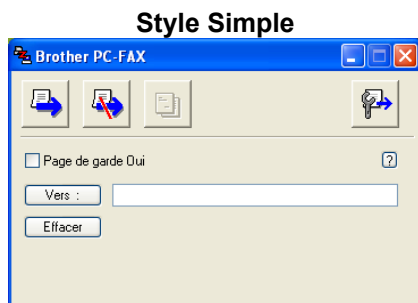 Style Simple
Brother PC-FAX
Page de garde Oui
?
Vers :
Effacer